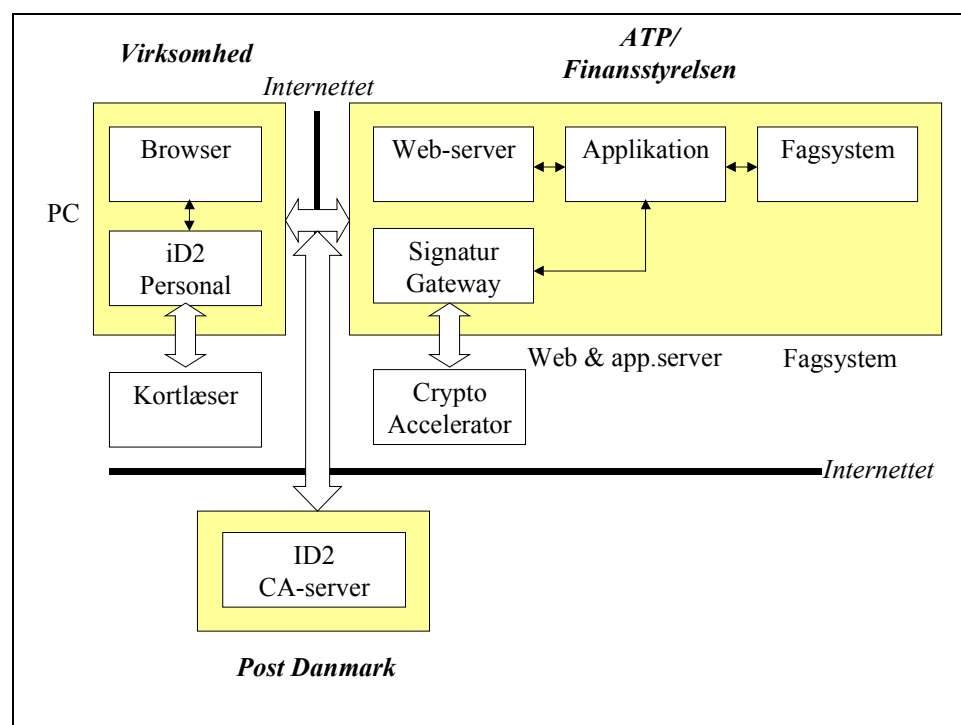 Virksomhed
ATP/
Finansstyrelsen
Internettet
Browser
Web-server
Applikation
Fagsystem
PC
iD2
Personal
Signatur
Gateway
Web & app.server
Fagsystem
Kortlæser
Crypto
Accelerator
Internettet
ID2
CA-server
Post Danmark